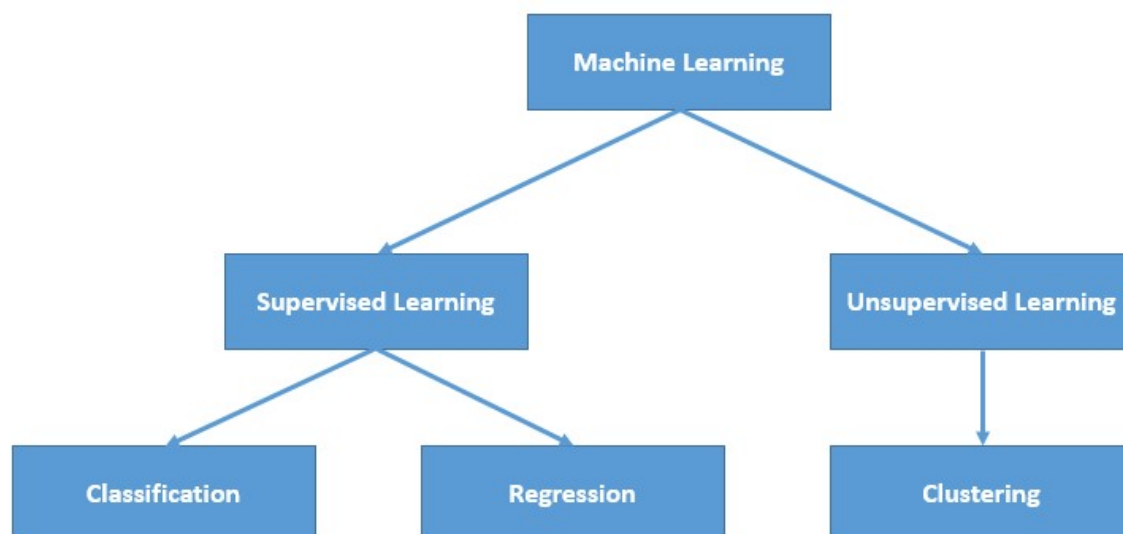 Machine Learning
Supervised Learning
Unsupervised Learning
Classification
Regression
Clustering